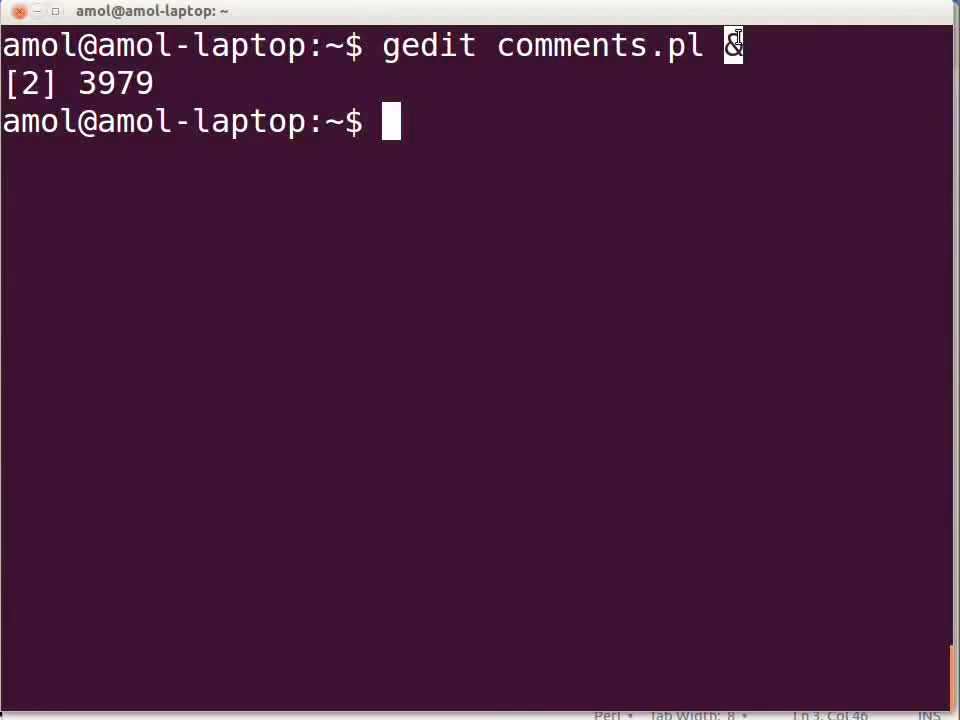 amol@amol-laptop: ~
amol@amol-laptop:~$ gedit comments.pl &
[2] 3979
amol@amol-laptop:~$
Perl Tab Width: 8 Ln 3, Col 46 INS